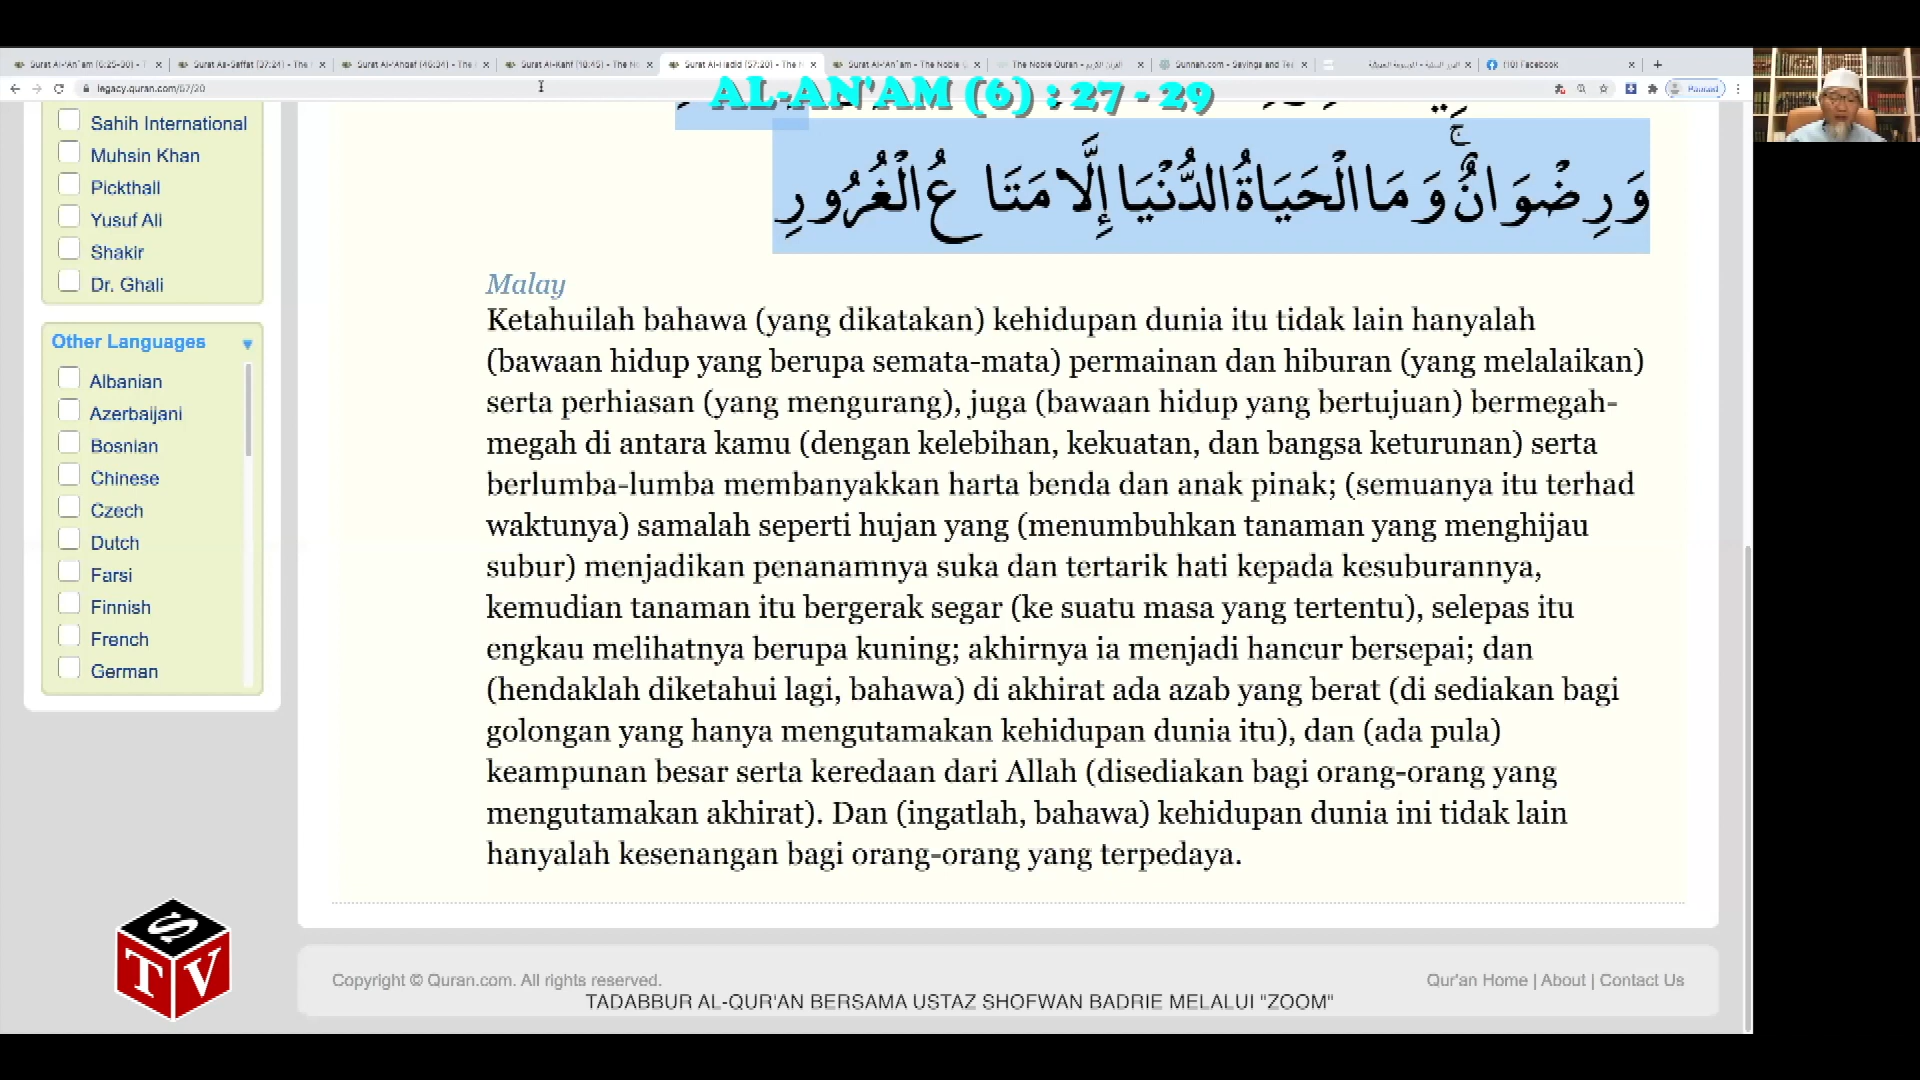 legacy.quran.com/57/20
AL-AN'AM (6) : 27 - 29
Sahih International
Muhsin Khan
Pickthall
Yusuf Ali
Shakir
Dr. Ghali
Other Languages
Albanian
Azerbaijani
Bosnian
Chinese
Czech
Dutch
Farsi
Finnish
French
German
وَرِضْوَانٌ ۚ وَمَا الْحَيَاةُ الدُّنْيَا إِلَّا مَتَاعُ الْغُرُورِ
Malay
Ketahuilah bahawa (yang dikatakan) kehidupan dunia itu tidak lain hanyalah
(bawaan hidup yang berupa semata-mata) permainan dan hiburan (yang melalaikan)
serta perhiasan (yang mengurang), juga (bawaan hidup yang bertujuan) bermegah-
megah di antara kamu (dengan kelebihan, kekuatan, dan bangsa keturunan) serta
berlumba-lumba membanyakkan harta benda dan anak pinak; (semuanya itu terhad
waktunya) samalah seperti hujan yang (menumbuhkan tanaman yang menghijau
subur) menjadikan penanamnya suka dan tertarik hati kepada kesuburannya,
kemudian tanaman itu bergerak segar (ke suatu masa yang tertentu), selepas itu
engkau melihatnya berupa kuning; akhirnya ia menjadi hancur bersepai; dan
(hendaklah diketahui lagi, bahawa) di akhirat ada azab yang berat (di sediakan bagi
golongan yang hanya mengutamakan kehidupan dunia itu), dan (ada pula)
keampunan besar serta keredaan dari Allah (disediakan bagi orang-orang yang
mengutamakan akhirat). Dan (ingatlah, bahawa) kehidupan dunia ini tidak lain
hanyalah kesenangan bagi orang-orang yang terpedaya.
S
T V
Copyright © Quran.com. All rights reserved.
Qur'an Home | About | Contact Us
TADABBUR AL-QUR'AN BERSAMA USTAZ SHOFWAN BADRIE MELALUI "ZOOM"